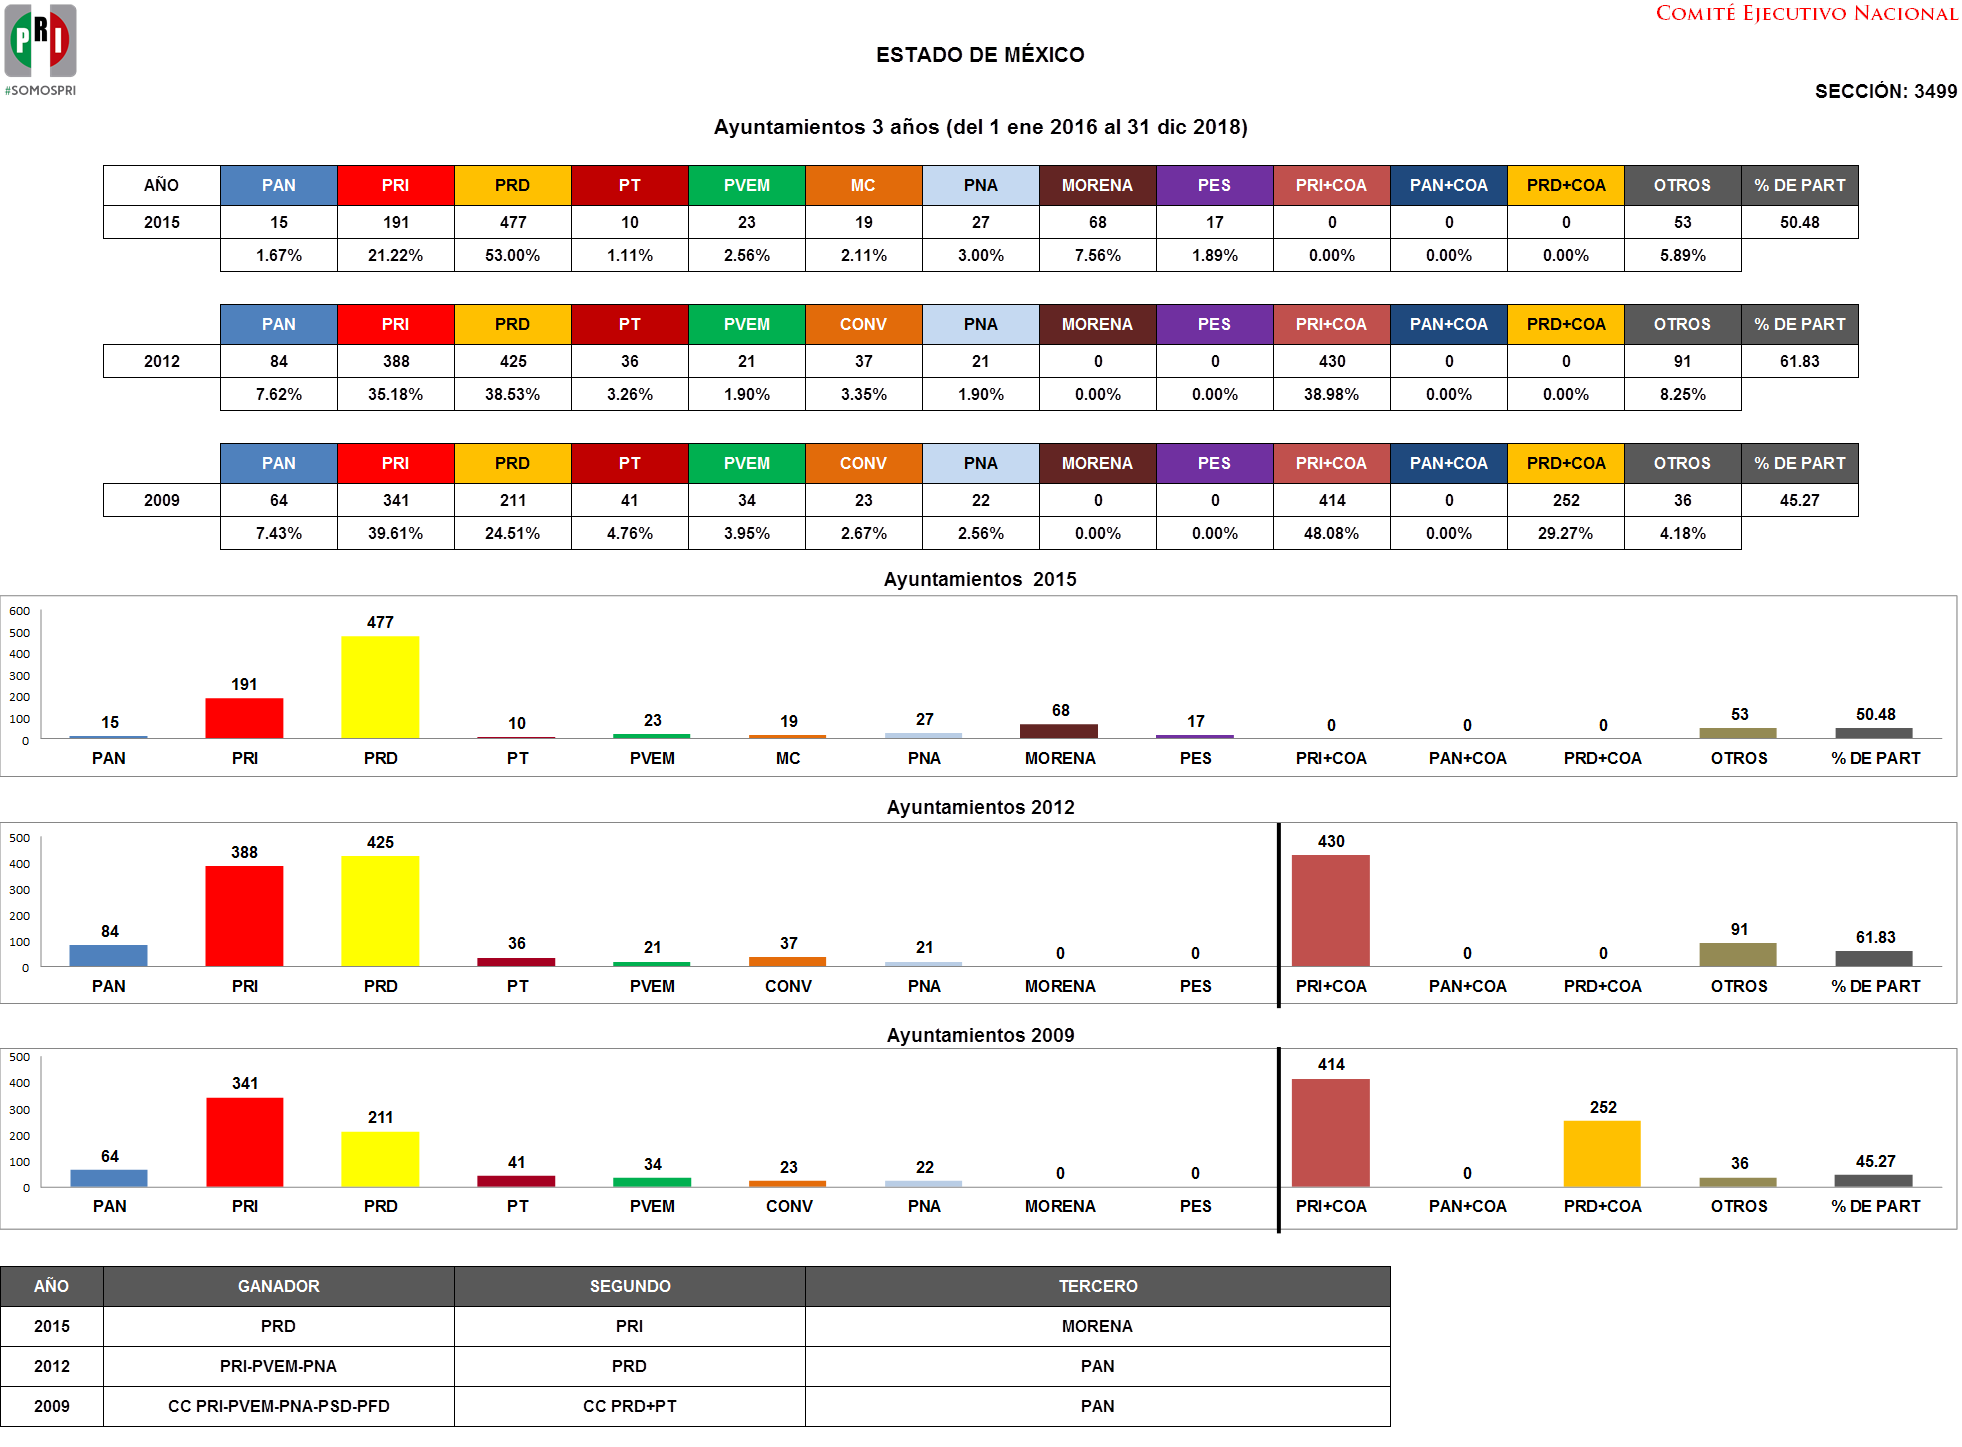 PRI
#SOMOSPRI
COMITÉ EJECUTIVO NACIONAL
ESTADO DE MÉXICO
SECCIÓN: 3499
Ayuntamientos 3 años (del 1 ene 2016 al 31 dic 2018)
AÑO PAN PRI PRD PT PVEM MC PNA MORENA PES PRI+COA PAN+COA PRD+COA OTROS % DE PART
2015 15 191 477 10 23 19 27 68 17 0 0 0 53 50.48
1.67% 21.22% 53.00% 1.11% 2.56% 2.11% 3.00% 7.56% 1.89% 0.00% 0.00% 0.00% 5.89%
PAN PRI PRD PT PVEM CONV PNA MORENA PES PRI+COA PAN+COA PRD+COA OTROS % DE PART
2012 84 388 425 36 21 37 21 0 0 430 0 0 91 61.83
7.62% 35.18% 38.53% 3.26% 1.90% 3.35% 1.90% 0.00% 0.00% 38.98% 0.00% 0.00% 8.25%
PAN PRI PRD PT PVEM CONV PNA MORENA PES PRI+COA PAN+COA PRD+COA OTROS % DE PART
2009 64 341 211 41 34 23 22 0 0 414 0 252 36 45.27
7.43% 39.61% 24.51% 4.76% 3.95% 2.67% 2.56% 0.00% 0.00% 48.08% 0.00% 29.27% 4.18%
Ayuntamientos 2015
600
500
400
300
200
100
0
15 191 477 10 23 19 27 68 17 0 0 0 53 50.48
PAN PRI PRD PT PVEM MC PNA MORENA PES PRI+COA PAN+COA PRD+COA OTROS % DE PART
Ayuntamientos 2012
500
400
300
200
100
0
84 388 425 36 21 37 21 0 0 430 0 0 91 61.83
PAN PRI PRD PT PVEM CONV PNA MORENA PES PRI+COA PAN+COA PRD+COA OTROS % DE PART
Ayuntamientos 2009
500
400
300
200
100
0
64 341 211 41 34 23 22 0 0 414 0 252 36 45.27
PAN PRI PRD PT PVEM CONV PNA MORENA PES PRI+COA PAN+COA PRD+COA OTROS % DE PART
AÑO GANADOR SEGUNDO TERCERO
2015 PRD PRI MORENA
2012 PRI-PVEM-PNA PRD PAN
2009 CC PRI-PVEM-PNA-PSD-PFD CC PRD+PT PAN